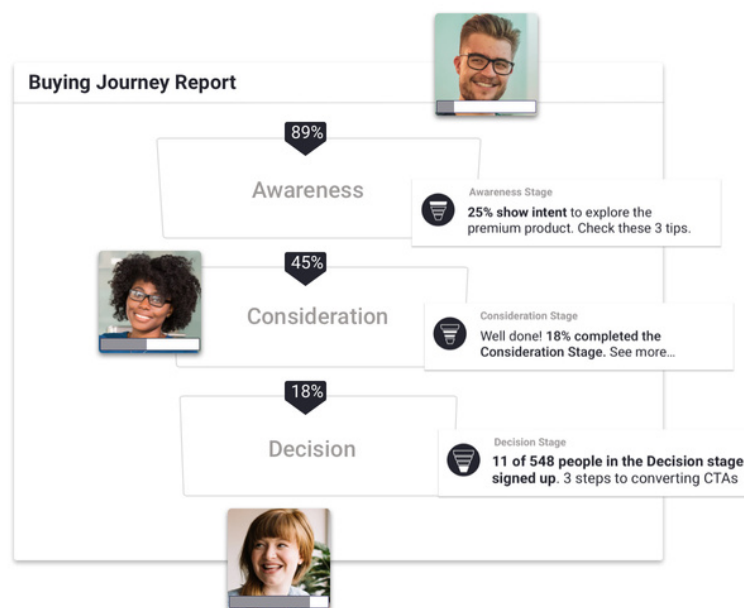 Buying Journey Report
89%
Awareness
Awareness Stage
25% show intent to explore the
premium product. Check these 3 tips.
45%
Consideration
Consideration Stage
Well done! 18% completed the
Consideration Stage. See more...
18%
Decision
Decision Stage
11 of 548 people in the Decision stage
signed up. 3 steps to converting CTAs